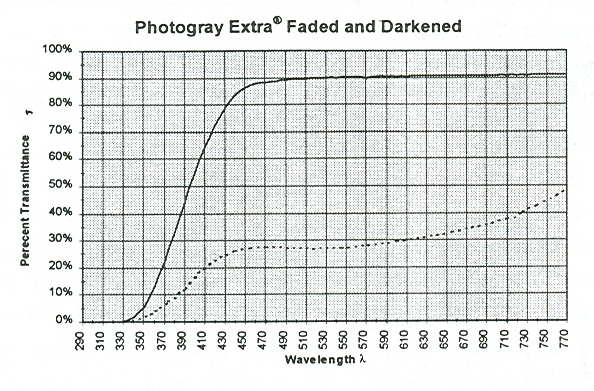 Photogray Extra® Faded and Darkened
100%
90%
80%
70%
60%
50%
40%
30%
20%
10%
0%
Perecent Transmittance τ
290 310 330 350 370 390 410 430 450 470 490 510 530 550 570 590 610 630 650 670 690 710 730 750 770
Wavelength λ